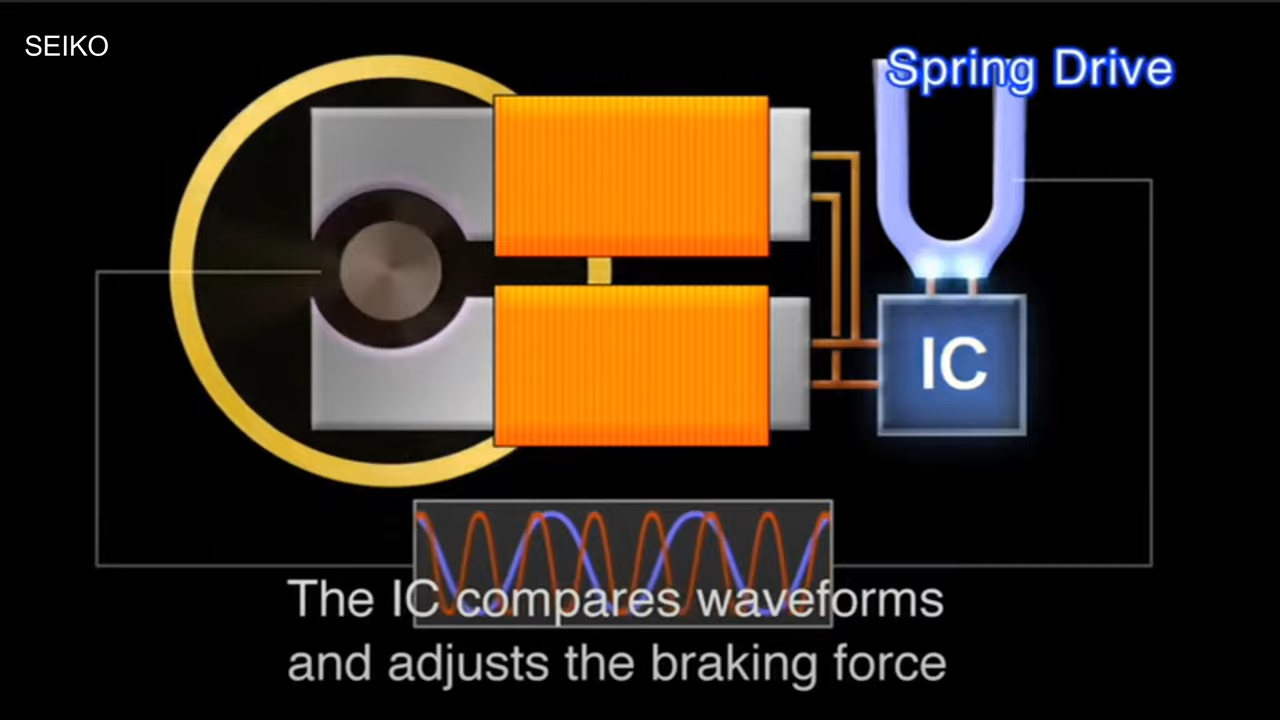 SEIKO
Spring Drive
IC
The IC compares waveforms
and adjusts the braking force